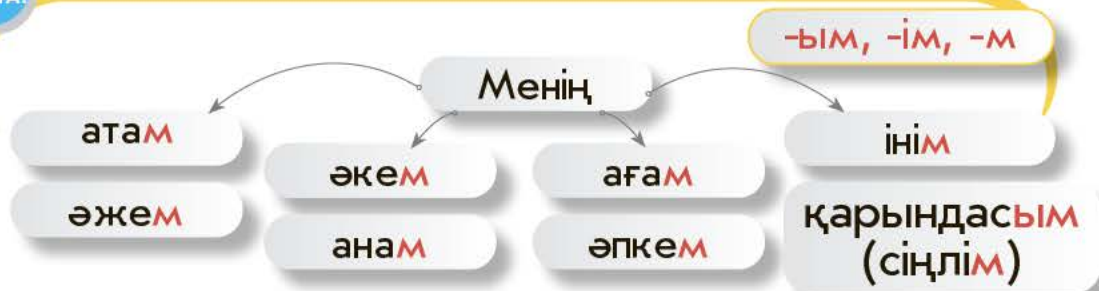 -ым, -ім, -м
Менің
атам
әжем
әкем
анам
ағам
әпкем
інім
қарындасым
(сіңлім)